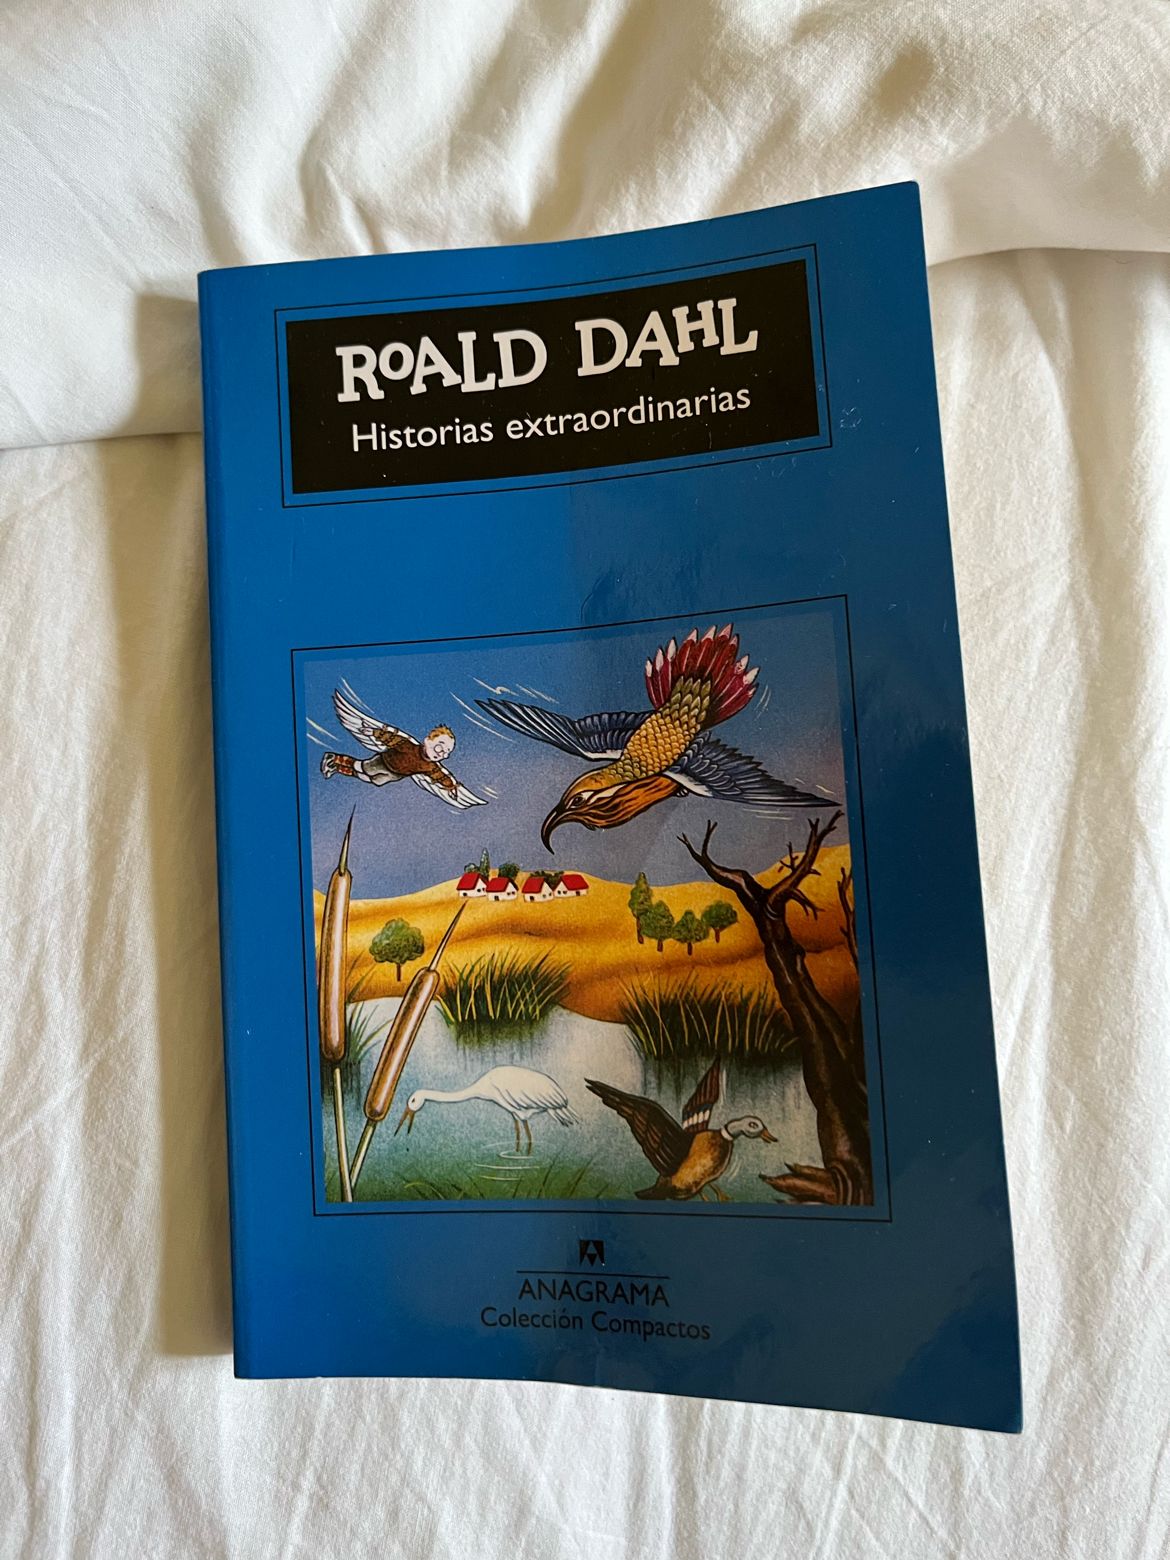 ROALD DAHL
Historias extraordinarias
ANAGRAMA
Colección Compactos